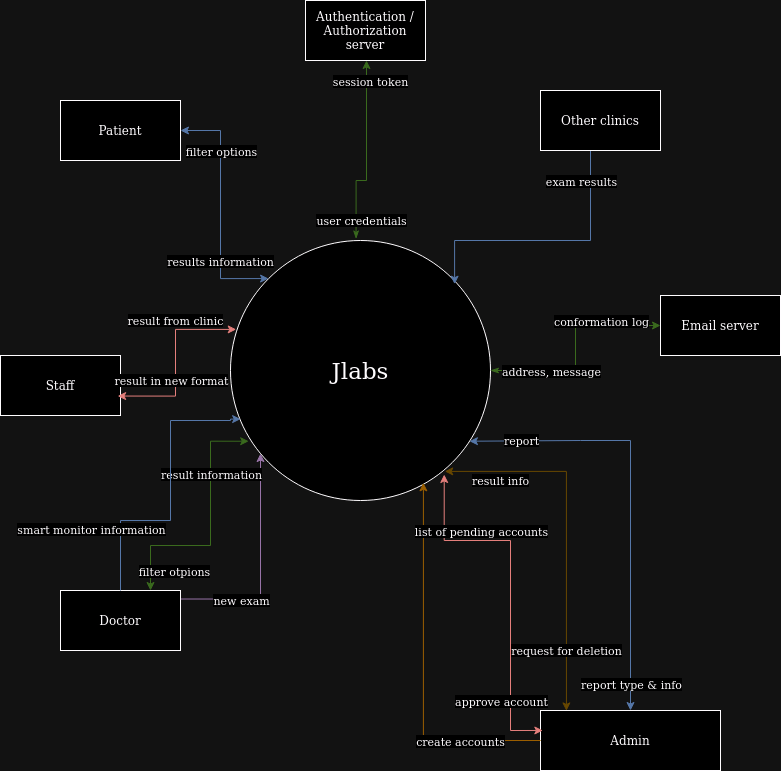 Authentication /
Authorization
server
session token
Patient
Other clinics
filter options
exam results
user credentials
results information
result from clinic
conformation log
Email server
Jlabs
address, message
Staff
result in new format
report
result information
result info
smart monitor information
list of pending accounts
filter otpions
new exam
Doctor
request for deletion
report type & info
approve account
create accounts
Admin